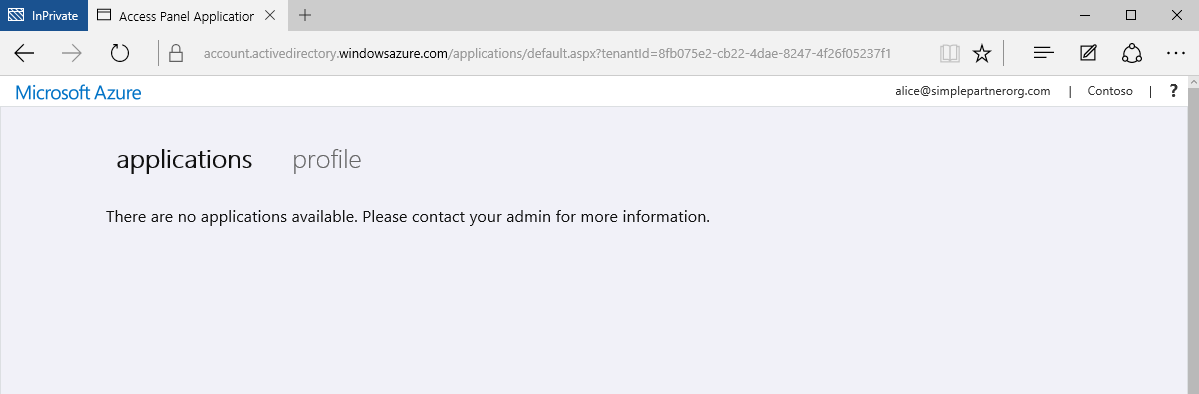 InPrivate
Access Panel Application
account.activedirectory.windowsazure.com/applications/default.aspx?tenantId=8fb075e2-cb22-4dae-8247-4f26f05237f1
Microsoft Azure
alice@simplepartnerorg.com | Contoso | ?
applications profile
There are no applications available. Please contact your admin for more information.